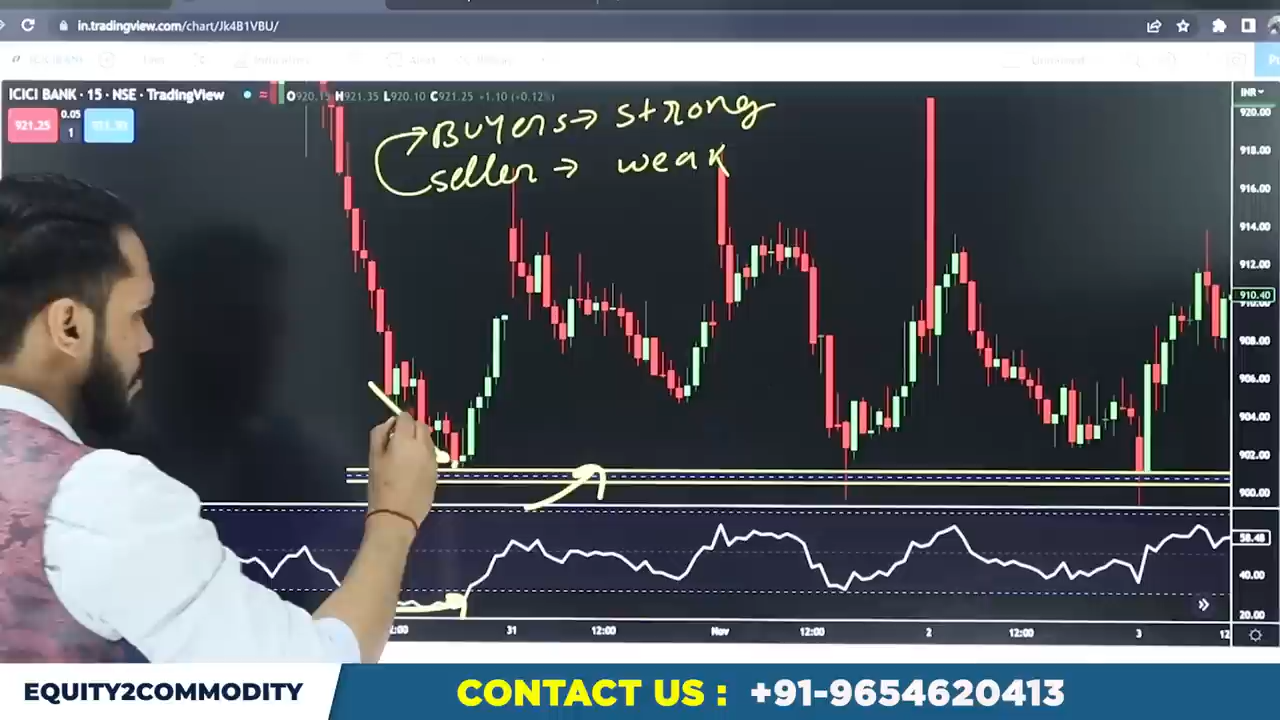 in.tradingview.com/chart/Jk4B1VBU/
ICICI BANK · 15 · NSE · TradingView
O920.15 H921.35 L920.10 C921.25 -1.10 (-0.12%)
INR
921.25
0.05
1
Buyers → strong
seller → weak
920.00
918.00
916.00
914.00
912.00
910.40
910.00
908.00
906.00
904.00
902.00
900.00
58.48
40.00
20.00
31
12:00
Nov
12:00
2
12:00
3
12
EQUITY2COMMODITY
CONTACT US : +91-9654620413